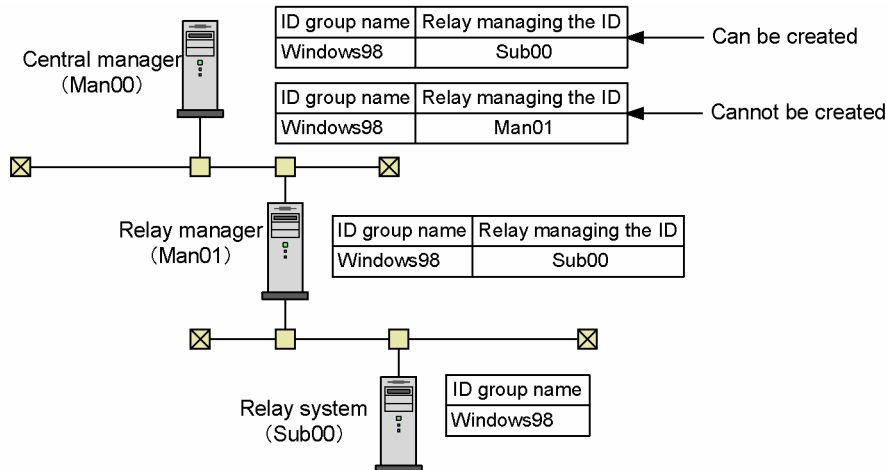 ID group name Relay managing the ID
Windows98 Sub00
Can be created
Central manager
(Man00)
ID group name Relay managing the ID
Windows98 Man01
Cannot be created
Relay manager
(Man01)
ID group name Relay managing the ID
Windows98 Sub00
Relay system
(Sub00)
ID group name
Windows98